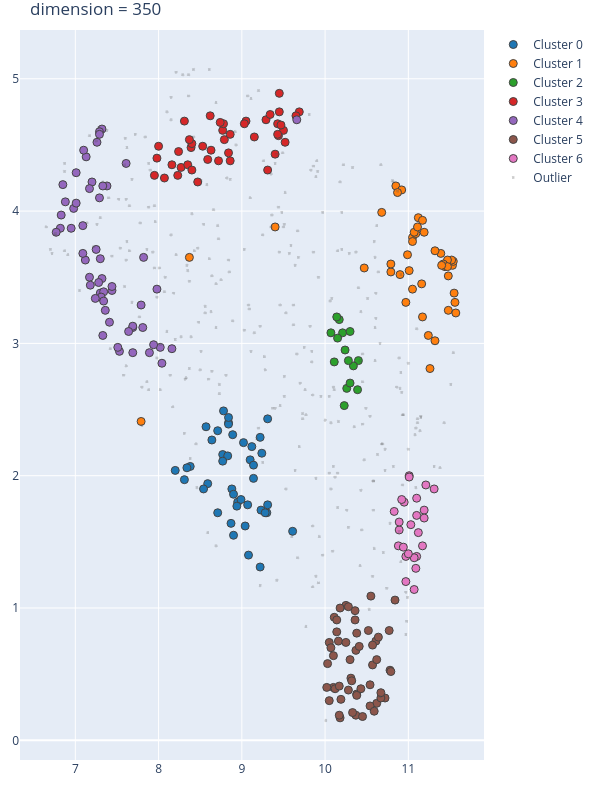 dimension = 350
Cluster 0
Cluster 1
Cluster 2
Cluster 3
Cluster 4
Cluster 5
Cluster 6
Outlier
5
4
3
2
1
0
7 8 9 10 11